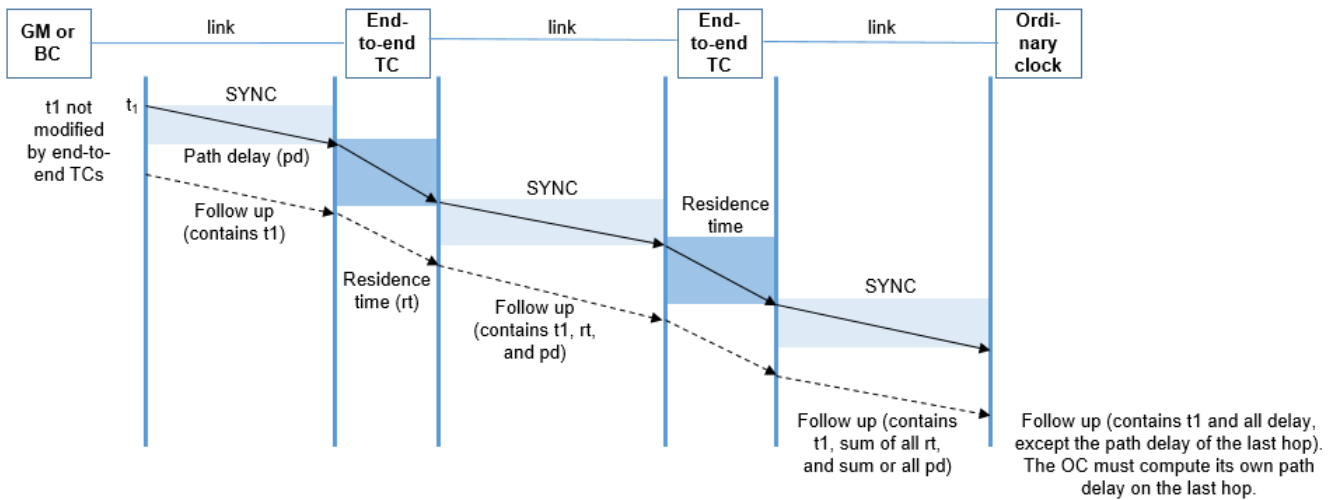 GM or
BC
link
End-
to-end
TC
link
End-
to-end
TC
link
Ordi-
nary
clock
t1 not
modified
by end-to-
end TCs
t₁
SYNC
Path delay (pd)
Follow up
(contains t1)
Residence
time (rt)
SYNC
Follow up
(contains t1, rt,
and pd)
Residence
time
SYNC
Follow up (contains
t1, sum of all rt,
and sum or all pd)
Follow up (contains t1 and all delay,
except the path delay of the last hop).
The OC must compute its own path
delay on the last hop.